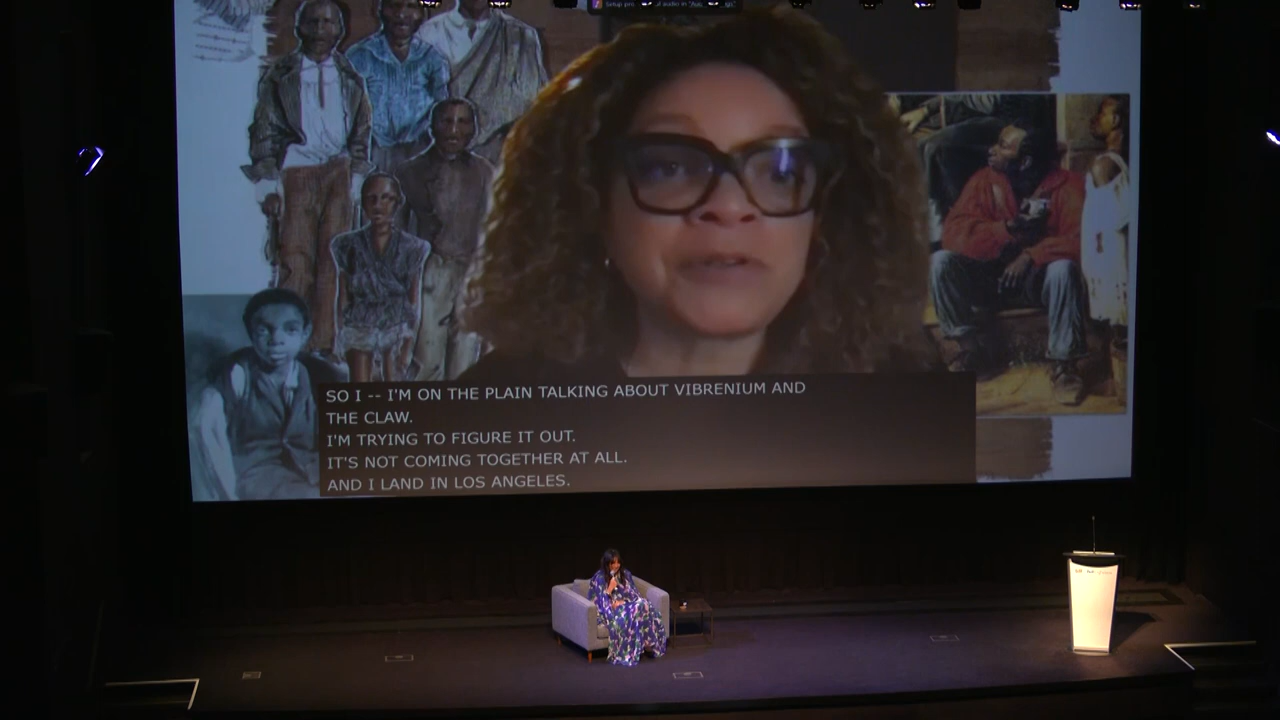 SO I -- I'M ON THE PLAIN TALKING ABOUT VIBRENIUM AND
THE CLAW.
I'M TRYING TO FIGURE IT OUT.
IT'S NOT COMING TOGETHER AT ALL.
AND I LAND IN LOS ANGELES.